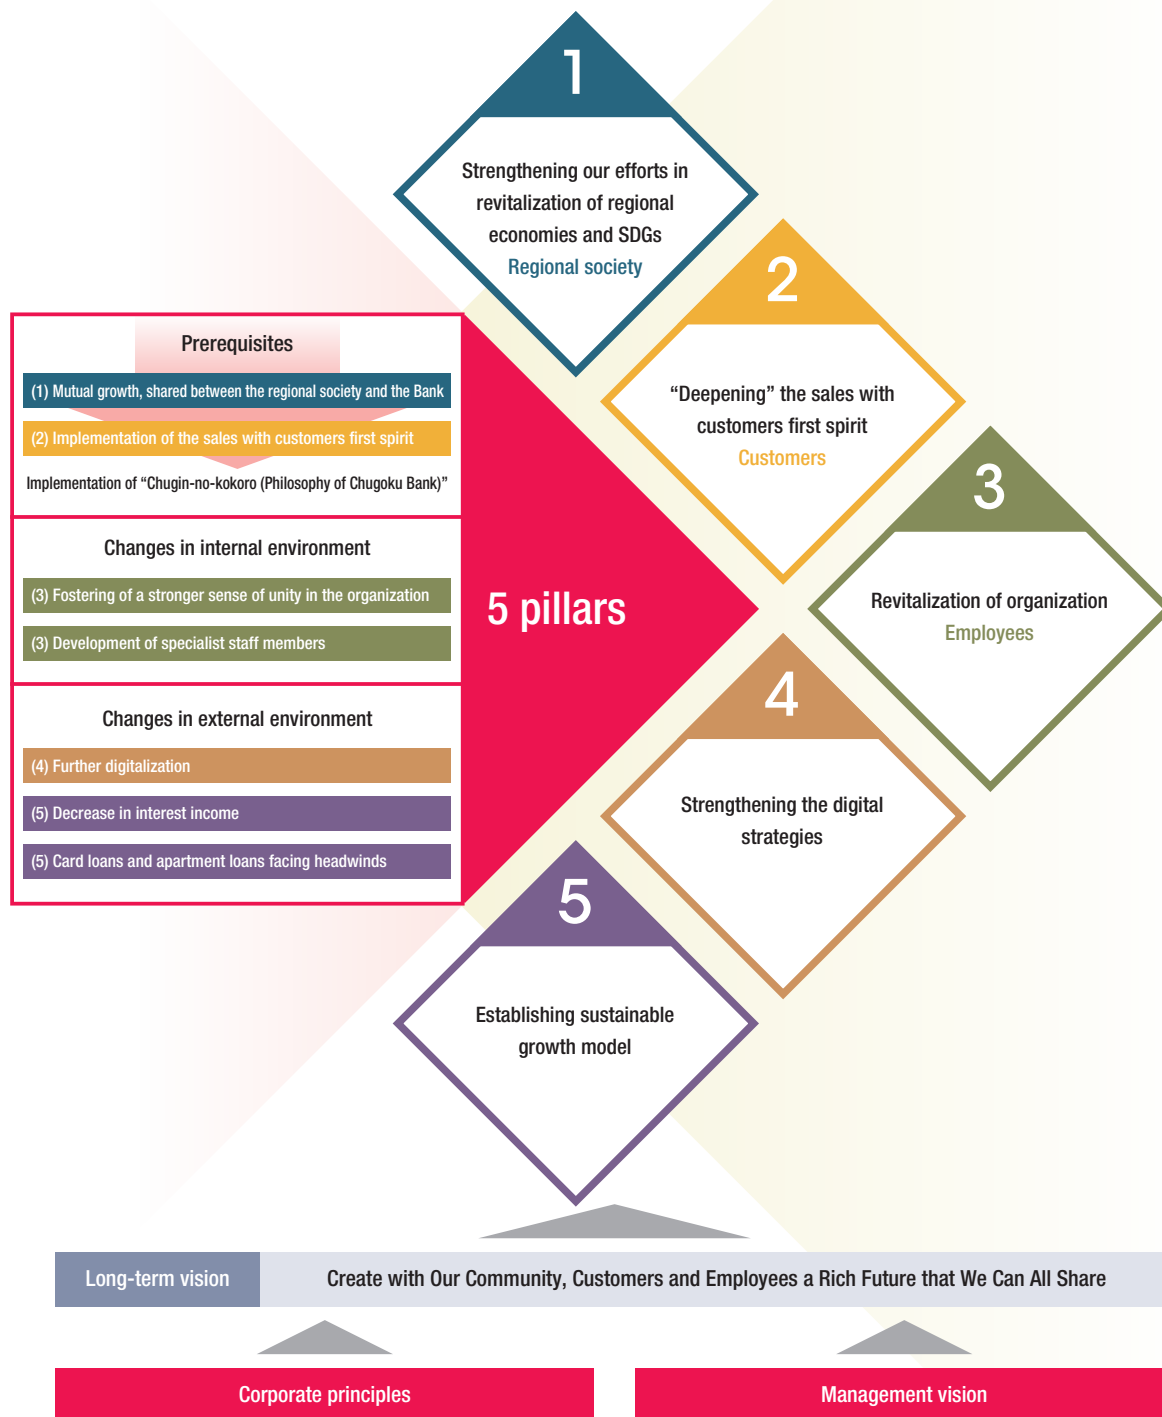 1
Strengthening our efforts in
revitalization of regional
economies and SDGs
Regional society
2
“Deepening” the sales with
customers first spirit
Customers
3
Revitalization of organization
Employees
4
Strengthening the digital
strategies
5
Establishing sustainable
growth model
Prerequisites
(1) Mutual growth, shared between the regional society and the Bank
(2) Implementation of the sales with customers first spirit
Implementation of “Chugin-no-kokoro (Philosophy of Chugoku Bank)”
Changes in internal environment
(3) Fostering of a stronger sense of unity in the organization
(3) Development of specialist staff members
Changes in external environment
(4) Further digitalization
(5) Decrease in interest income
(5) Card loans and apartment loans facing headwinds
5 pillars
Long-term vision
Create with Our Community, Customers and Employees a Rich Future that We Can All Share
Corporate principles
Management vision